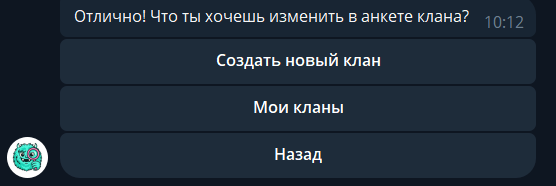 Отлично! Что ты хочешь изменить в анкете клана?
10:12
Создать новый клан
Мои кланы
Назад